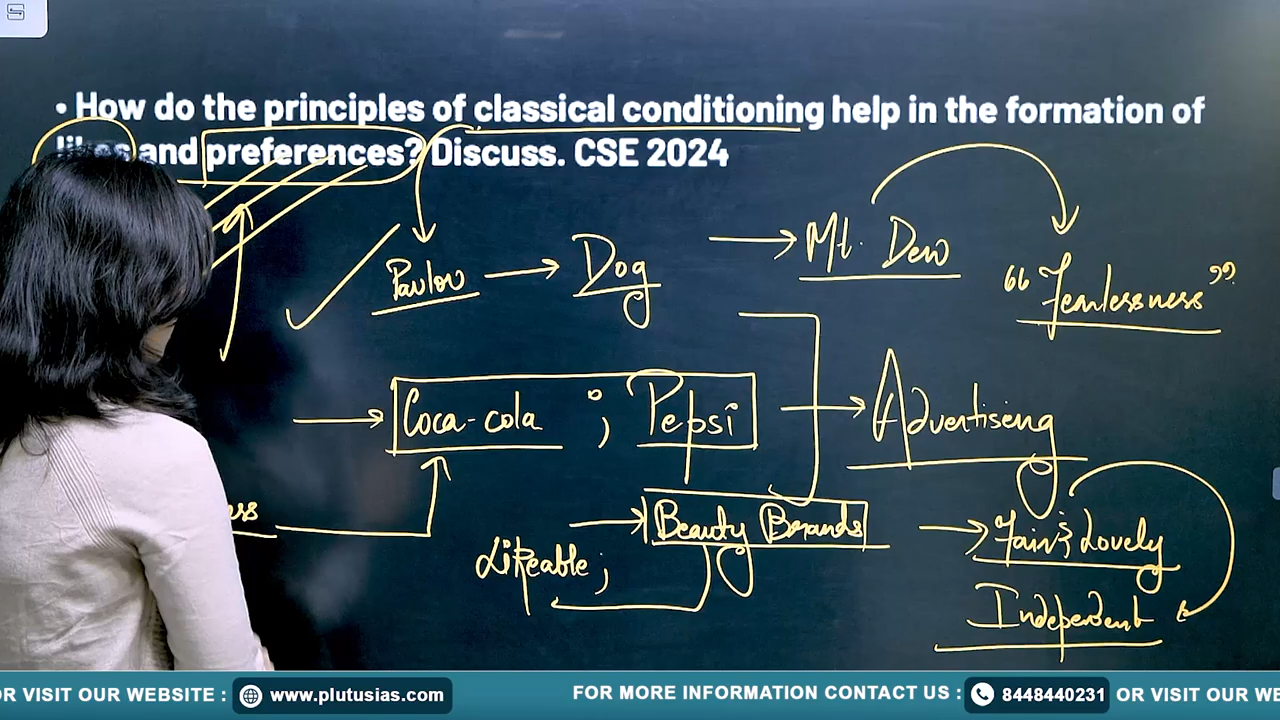 • How do the principles of classical conditioning help in the formation of
likes and preferences? Discuss. CSE 2024
Pavlov → Dog → Mt. Dew
"Fearlessness"
→ Coca-cola ; Pepsi → Advertising
→ Beauty Brands → Fair & Lovely
Likeable ;
Independent
OR VISIT OUR WEBSITE : www.plutusias.com FOR MORE INFORMATION CONTACT US : 8448440231 OR VISIT OUR WE